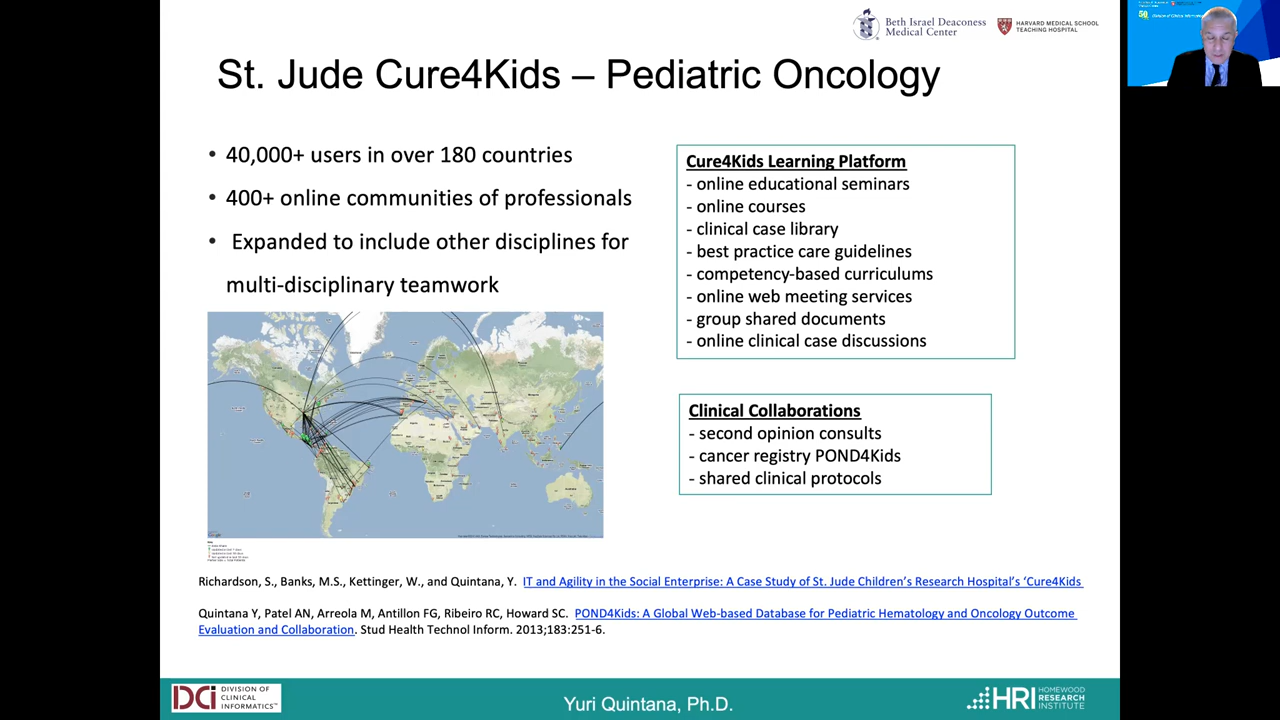 Beth Israel Deaconess
Medical Center
HARVARD MEDICAL SCHOOL
TEACHING HOSPITAL
St. Jude Cure4Kids – Pediatric Oncology
• 40,000+ users in over 180 countries
• 400+ online communities of professionals
• Expanded to include other disciplines for
multi-disciplinary teamwork
Cure4Kids Learning Platform
- online educational seminars
- online courses
- clinical case library
- best practice care guidelines
- competency-based curriculums
- online web meeting services
- group shared documents
- online clinical case discussions
Clinical Collaborations
- second opinion consults
- cancer registry POND4Kids
- shared clinical protocols
Richardson, S., Banks, M.S., Kettinger, W., and Quintana, Y. IT and Agility in the Social Enterprise: A Case Study of St. Jude Children's Research Hospital's 'Cure4Kids
Quintana Y, Patel AN, Arreola M, Antillon FG, Ribeiro RC, Howard SC. POND4Kids: A Global Web-based Database for Pediatric Hematology and Oncology Outcome
Evaluation and Collaboration. Stud Health Technol Inform. 2013;183:251-6.
DCi DIVISION OF
CLINICAL
INFORMATICS™
Yuri Quintana, Ph.D.
HRI HOMEWOOD
RESEARCH
INSTITUTE